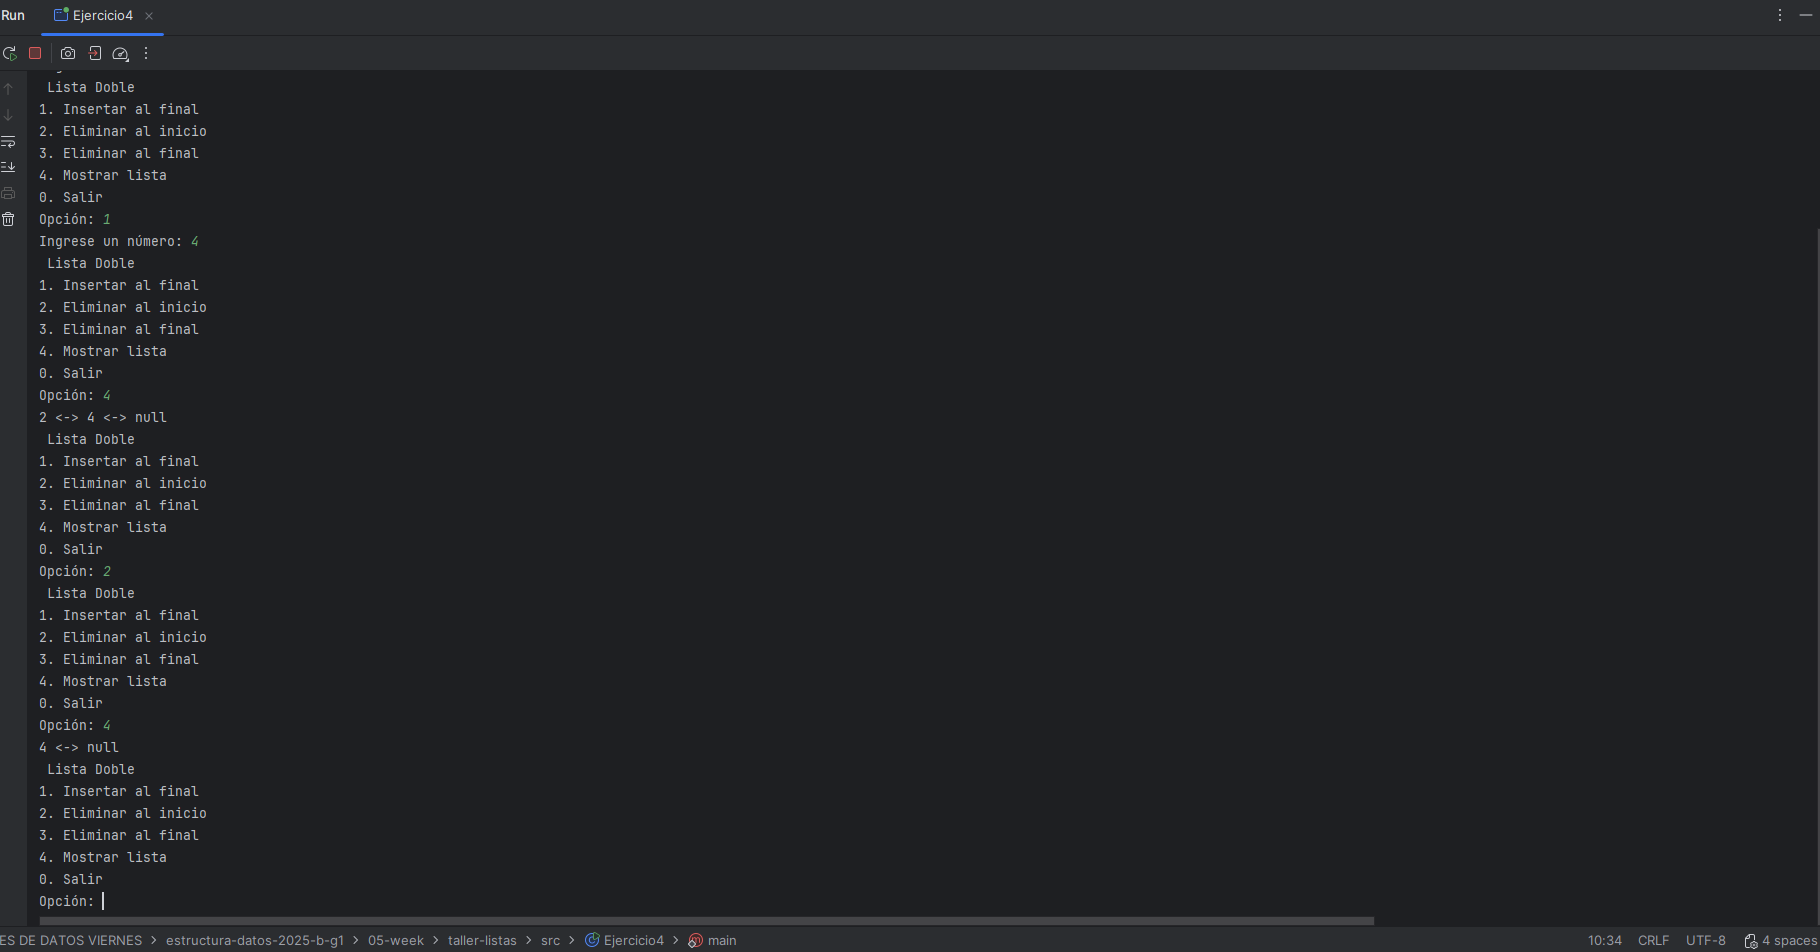 Run Ejercicio4
Lista Doble
1. Insertar al final
2. Eliminar al inicio
3. Eliminar al final
4. Mostrar lista
0. Salir
Opción: 1
Ingrese un número: 4
Lista Doble
1. Insertar al final
2. Eliminar al inicio
3. Eliminar al final
4. Mostrar lista
0. Salir
Opción: 4
2 <-> 4 <-> null
Lista Doble
1. Insertar al final
2. Eliminar al inicio
3. Eliminar al final
4. Mostrar lista
0. Salir
Opción: 2
Lista Doble
1. Insertar al final
2. Eliminar al inicio
3. Eliminar al final
4. Mostrar lista
0. Salir
Opción: 4
4 <-> null
Lista Doble
1. Insertar al final
2. Eliminar al inicio
3. Eliminar al final
4. Mostrar lista
0. Salir
Opción:
ES DE DATOS VIERNES > estructura-datos-2025-b-g1 > 05-week > taller-listas > src > Ejercicio4 > main 10:34 CRLF UTF-8 4 spaces